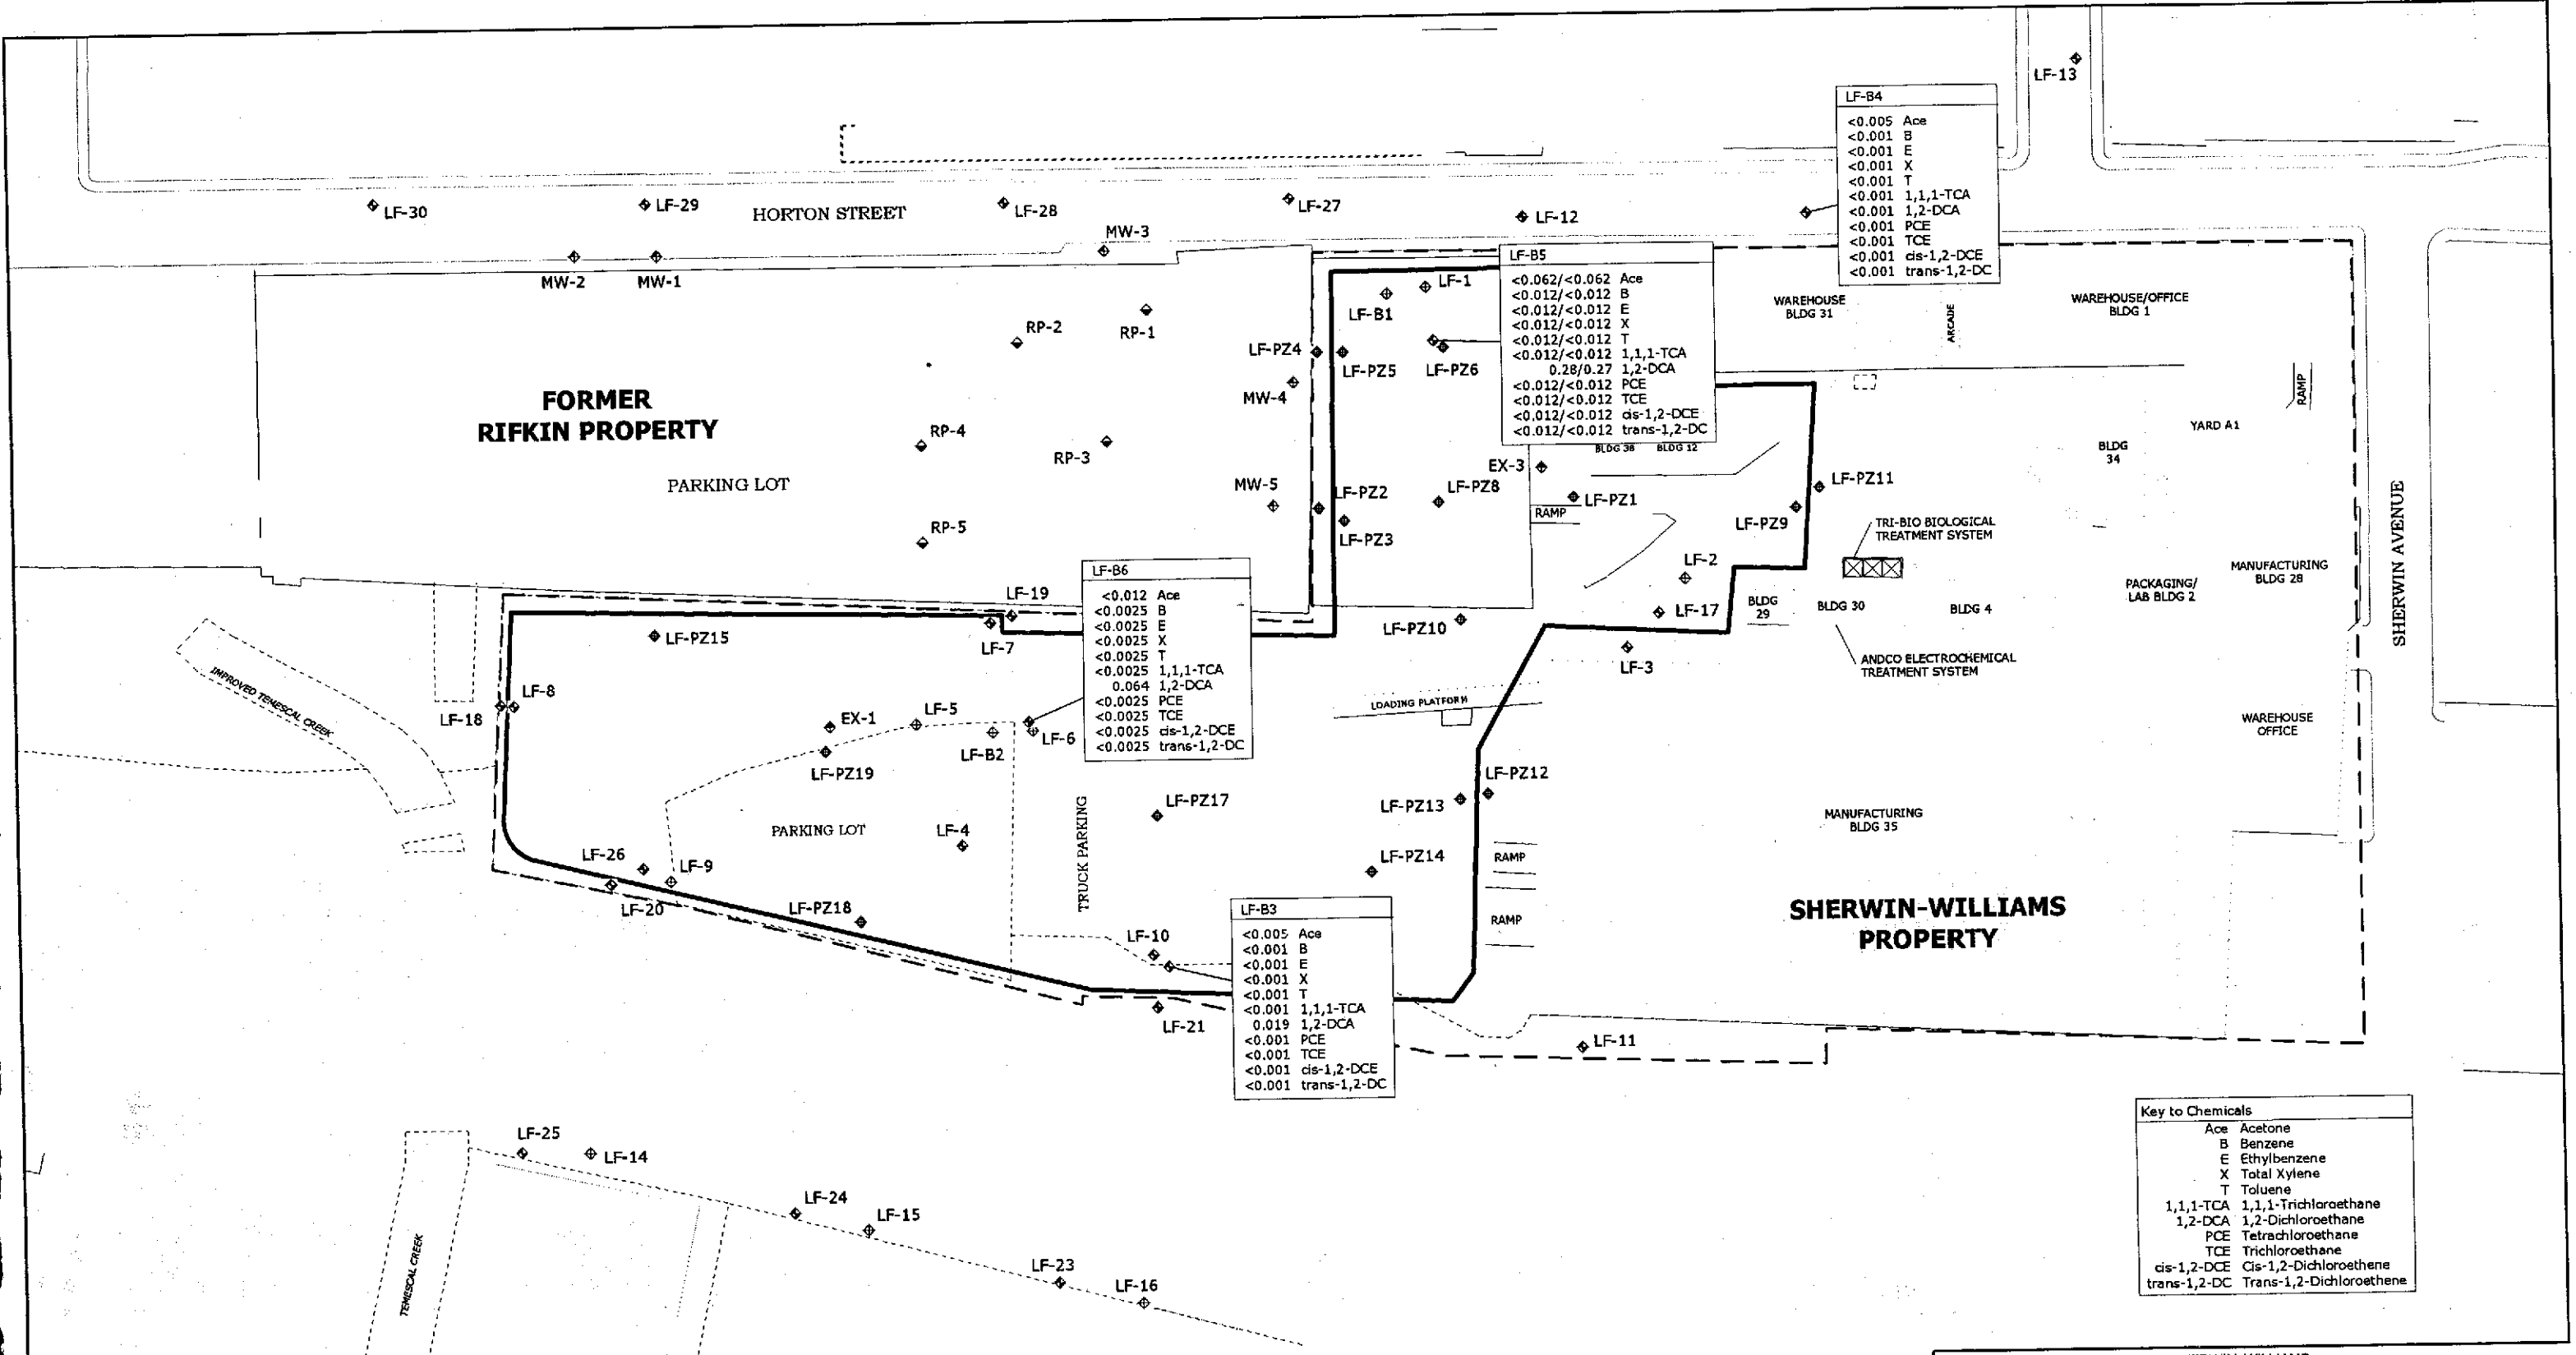 LF-13
LF-B4
<0.005 Ace
<0.001 B
<0.001 E
<0.001 X
<0.001 T
<0.001 1,1,1-TCA
<0.001 1,2-DCA
<0.001 PCE
<0.001 TCE
<0.001 cis-1,2-DCE
<0.001 trans-1,2-DC
LF-30
LF-29
HORTON STREET
LF-28
LF-27
LF-12
MW-3
MW-2
MW-1
LF-B5
<0.062/<0.062 Ace
<0.012/<0.012 B
<0.012/<0.012 E
<0.012/<0.012 X
<0.012/<0.012 T
<0.012/<0.012 1,1,1-TCA
0.28/0.27 1,2-DCA
<0.012/<0.012 PCE
<0.012/<0.012 TCE
<0.012/<0.012 cis-1,2-DCE
<0.012/<0.012 trans-1,2-DC
LF-1
LF-B1
WAREHOUSE
BLDG 31
ARCADE
WAREHOUSE/OFFICE
BLDG 1
RP-2
RP-1
LF-PZ4
LF-PZ5
LF-PZ6
MW-4
RAMP
FORMER
RIFKIN PROPERTY
RP-4
RP-3
YARD A1
BLDG
34
BLDG 38
BLDG 12
EX-3
PARKING LOT
MW-5
LF-PZ2
LF-PZ8
LF-PZ1
RAMP
LF-PZ11
LF-PZ9
RP-5
LF-PZ3
TRI-BIO BIOLOGICAL
TREATMENT SYSTEM
SHERWIN AVENUE
LF-2
MANUFACTURING
BLDG 28
PACKAGING/
LAB BLDG 2
LF-B6
<0.012 Ace
<0.0025 B
<0.0025 E
<0.0025 X
<0.0025 T
<0.0025 1,1,1-TCA
0.064 1,2-DCA
<0.0025 PCE
<0.0025 TCE
<0.0025 cis-1,2-DCE
<0.0025 trans-1,2-DC
LF-19
LF-17
BLDG
29
BLDG 30
BLDG 4
LF-PZ15
LF-7
LF-PZ10
LF-3
ANDCO ELECTROCHEMICAL
TREATMENT SYSTEM
IMPROVED TEMESCAL CREEK
LF-8
LF-18
LOADING PLATFORM
EX-1
LF-5
LF-B2
LF-6
WAREHOUSE
OFFICE
LF-PZ19
LF-PZ12
LF-PZ17
LF-PZ13
MANUFACTURING
BLDG 35
PARKING LOT
LF-4
TRUCK PARKING
LF-26
LF-9
LF-PZ14
RAMP
LF-20
LF-PZ18
RAMP
SHERWIN-WILLIAMS
PROPERTY
LF-10
LF-B3
<0.005 Ace
<0.001 B
<0.001 E
<0.001 X
<0.001 T
<0.001 1,1,1-TCA
0.019 1,2-DCA
<0.001 PCE
<0.001 TCE
<0.001 cis-1,2-DCE
<0.001 trans-1,2-DC
LF-21
LF-11
Key to Chemicals
Ace Acetone
B Benzene
E Ethylbenzene
X Total Xylene
T Toluene
1,1,1-TCA 1,1,1-Trichloroethane
1,2-DCA 1,2-Dichloroethane
PCE Tetrachloroethane
TCE Trichloroethane
cis-1,2-DCE Cis-1,2-Dichloroethene
trans-1,2-DC Trans-1,2-Dichloroethene
LF-25
LF-14
LF-24
LF-15
TEMESCAL CREEK
LF-23
LF-16